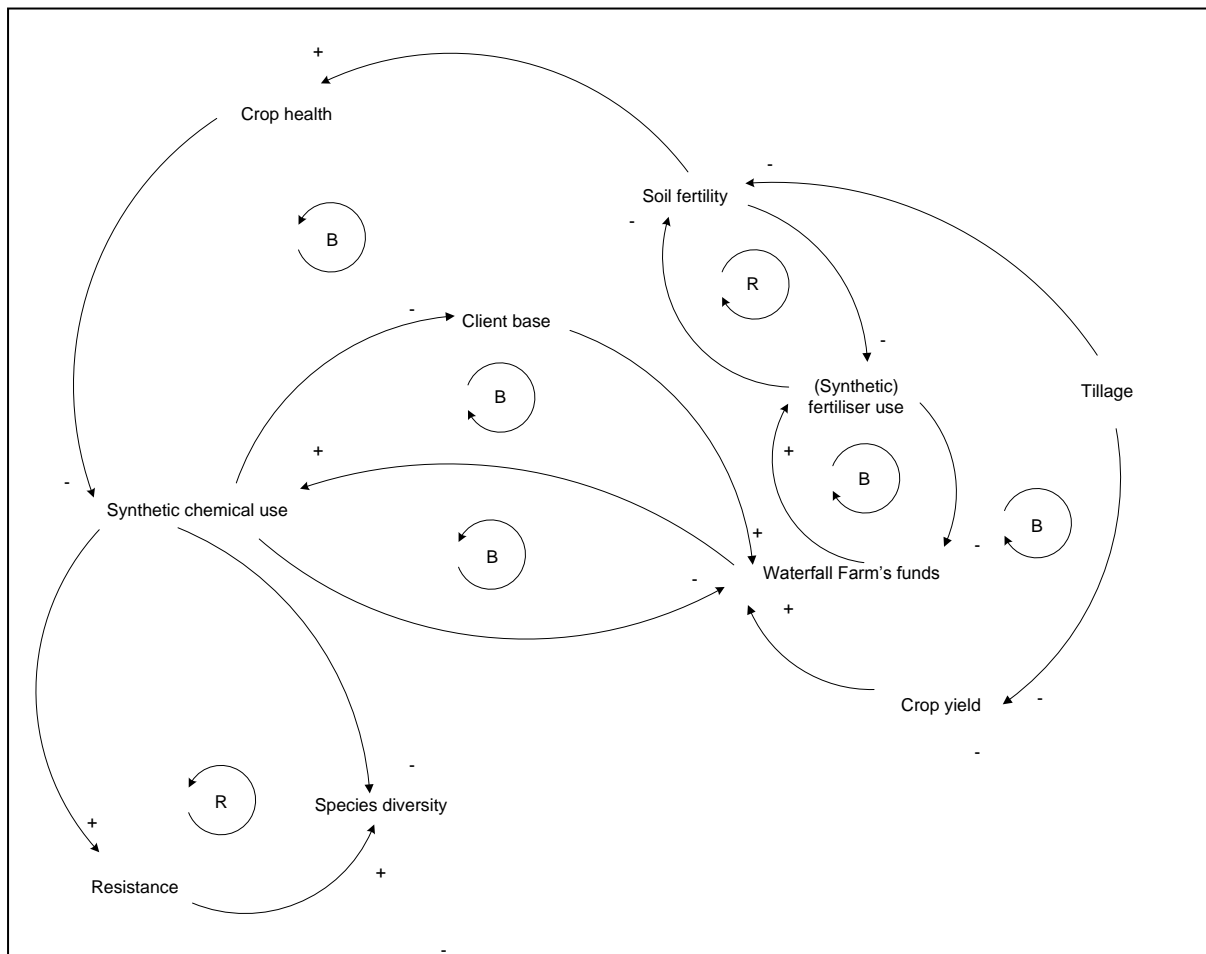 +
Crop health
-
Soil fertility
-
B
R
-
Client base
-
(Synthetic)
fertiliser use
Tillage
B
+
+
B
-
Synthetic chemical use
B
B
+
-
-
Waterfall Farm's funds
+
Crop yield
-
-
-
R
Species diversity
+
+
Resistance
-